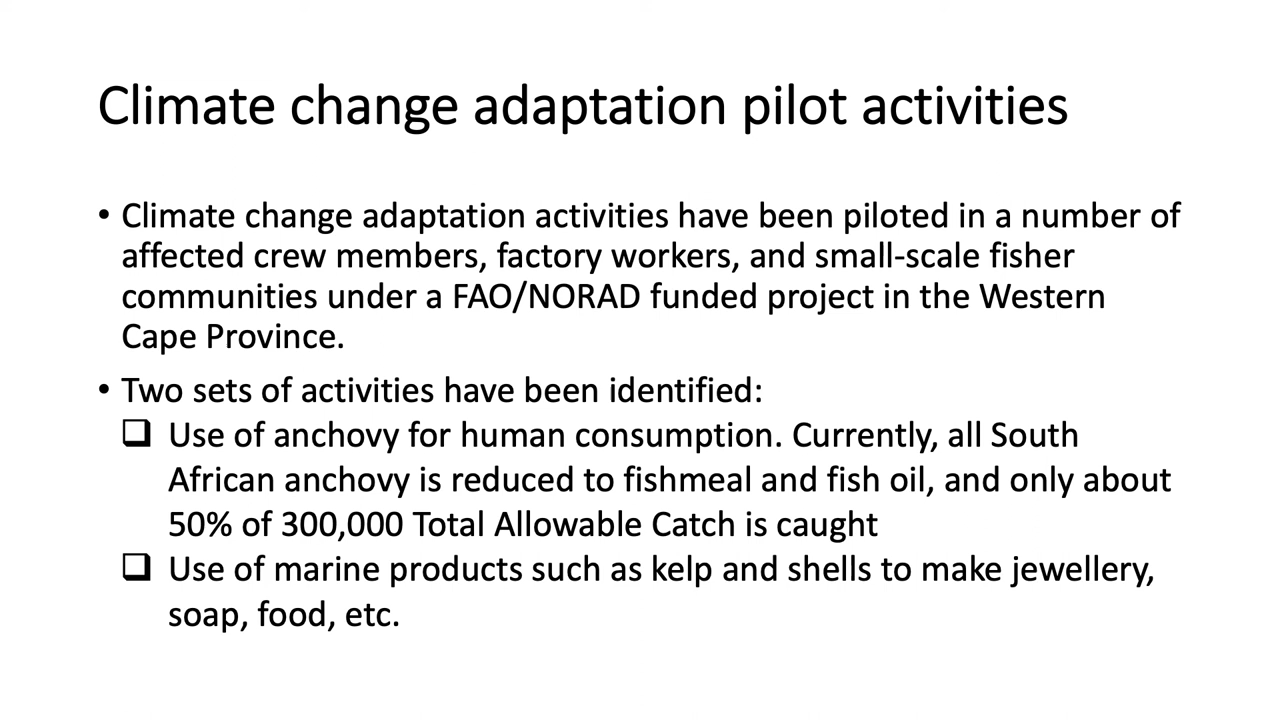 Climate change adaptation pilot activities
• Climate change adaptation activities have been piloted in a number of
affected crew members, factory workers, and small-scale fisher
communities under a FAO/NORAD funded project in the Western
Cape Province.
• Two sets of activities have been identified:
❑ Use of anchovy for human consumption. Currently, all South
African anchovy is reduced to fishmeal and fish oil, and only about
50% of 300,000 Total Allowable Catch is caught
❑ Use of marine products such as kelp and shells to make jewellery,
soap, food, etc.